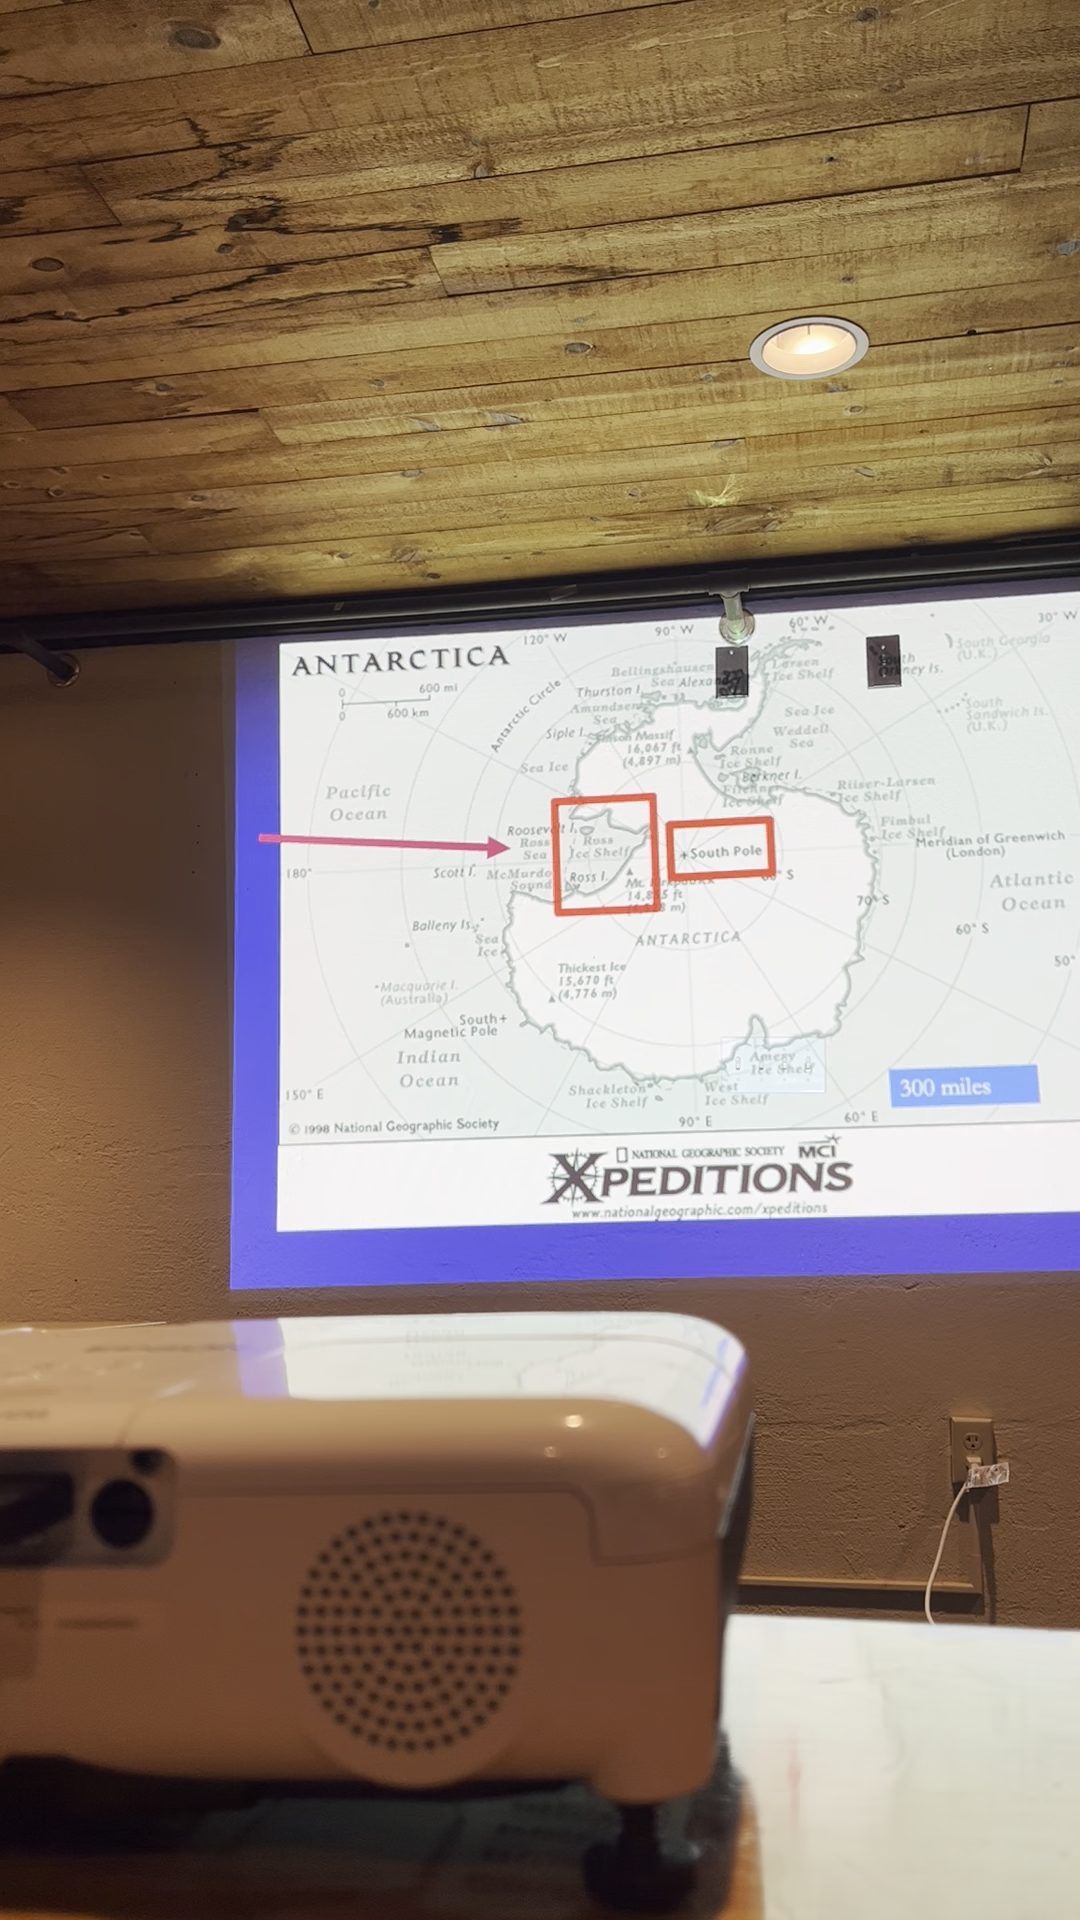 ANTARCTICA
0 600 mi
0 600 km
120° W
90° W
60° W
30° W
Antarctic Circle
Bellingshausen
Sea
Thurston I.
Amundsen
Sea
Siple I.
Sea Ice
Massif
16,067 ft
(4,897 m)
Larsen
Ice Shelf
South Georgia
(U.K.)
South
Sandwich Is.
(U.K.)
Sea Ice
Weddell
Sea
Ronne
Ice Shelf
Berkner I.
Ice Shelf
Riiser-Larsen
Ice Shelf
Fimbul
Ice Shelf
Meridian of Greenwich
(London)
Pacific
Ocean
Roosevelt I.
Ross
Sea
Ross
Ice Shelf
+South Pole
180°
Scott I.
McMurdo
Sound
Ross I.
70° S
60° S
50°
Atlantic
Ocean
Balleny Is.
Sea
Ice
ANTARCTICA
Thickest Ice
15,670 ft
(4,776 m)
Macquarie I.
(Australia)
South+
Magnetic Pole
Indian
Ocean
Amery
Ice Shelf
300 miles
150° E
Shackleton
Ice Shelf
West
Ice Shelf
90° E
60° E
© 1998 National Geographic Society
NATIONAL GEOGRAPHIC SOCIETY MCI
XPEDITIONS
www.nationalgeographic.com/xpeditions